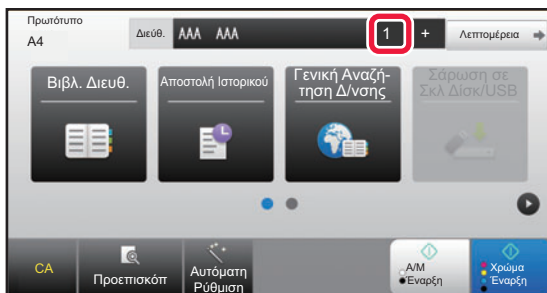 Πρωτότυπο
A4
Διεύθ. AAA AAA 1 + Λεπτομέρεια
Βιβλ. Διευθ.
Αποστολή Ιστορικού
Γενική Αναζή-
τηση Δ/νσης
Σάρωση σε
Σκλ Δίσκ/USB
CA
Προεπισκόπ
Αυτόματη
Ρύθμιση
A/M
Έναρξη
Χρώμα
Έναρξη